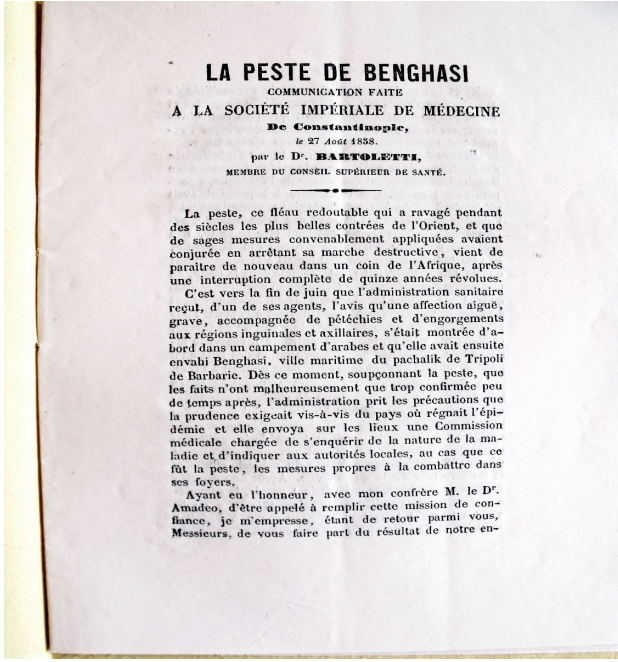 LA PESTE DE BENGHASI
COMMUNICATION FAITE
A LA SOCIÉTÉ IMPÉRIALE DE MÉDECINE
De Constantinople,
le 27 Août 1858.
par le Dr. BARTOLETTI,
MEMBRE DU CONSEIL SUPÉRIEUR DE SANTÉ.
La peste, ce fléau redoutable qui a ravagé pendant
des siècles les plus belles contrées de l'Orient, et que
de sages mesures convenablement appliquées avaient
conjurée en arrêtant sa marche destructive, vient de
paraître de nouveau dans un coin de l'Afrique, après
une interruption complète de quinze années révolues.
C'est vers la fin de juin que l'administration sanitaire
reçut, d'un de ses agents, l'avis qu'une affection aiguë,
grave, accompagnée de pétéchies et d'engorgements
aux régions inguinales et axillaires, s'était montrée d'a-
bord dans un campement d'arabes et qu'elle avait ensuite
envahi Benghasi, ville maritime du pachalik de Tripoli
de Barbarie. Dès ce moment, soupçonnant la peste, que
les faits n'ont malheureusement que trop confirmée peu
de temps après, l'administration prit les précautions que
la prudence exigeait vis-à-vis du pays où régnait l'épi-
démie et elle envoya sur les lieux une Commission
médicale chargée de s'enquérir de la nature de la ma-
ladie et d'indiquer aux autorités locales, au cas que ce
fût la peste, les mesures propres à la combattre dans
ses foyers.
Ayant eu l'honneur, avec mon confrère M. le Dr.
Amadeo, d'être appelé à remplir cette mission de con-
fiance, je m'empresse, étant de retour parmi vous,
Messieurs, de vous faire part du résultat de notre en-